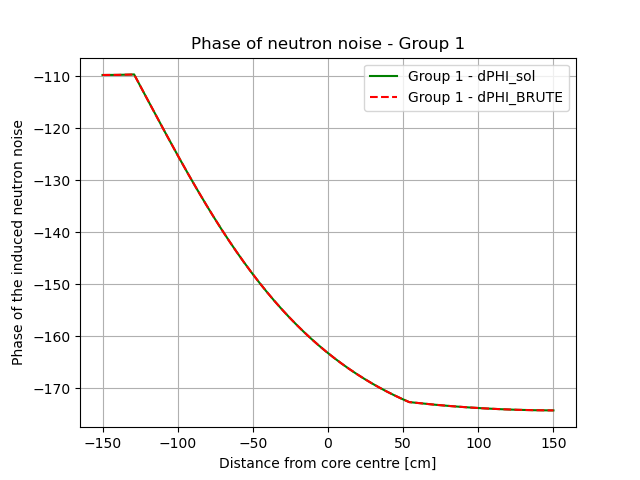 Phase of neutron noise - Group 1
Group 1 - dPHI_sol
Group 1 - dPHI_BRUTE
Phase of the induced neutron noise
−110
−120
−130
−140
−150
−160
−170
−150
−100
−50
0
50
100
150
Distance from core centre [cm]